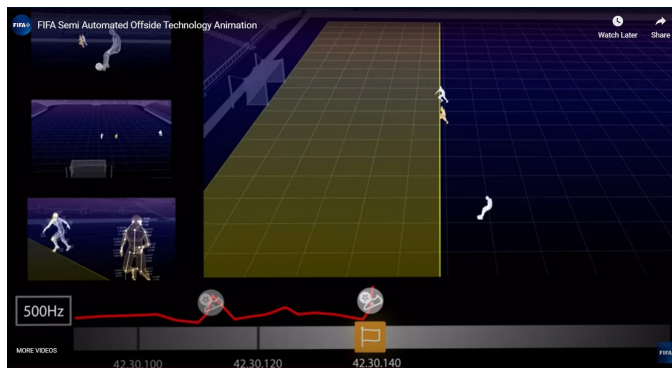 FIFA+
FIFA Semi Automated Offside Technology Animation
Watch Later
Share
500Hz
MORE VIDEOS
42.30.100
42.30.120
42.30.140
FIFA